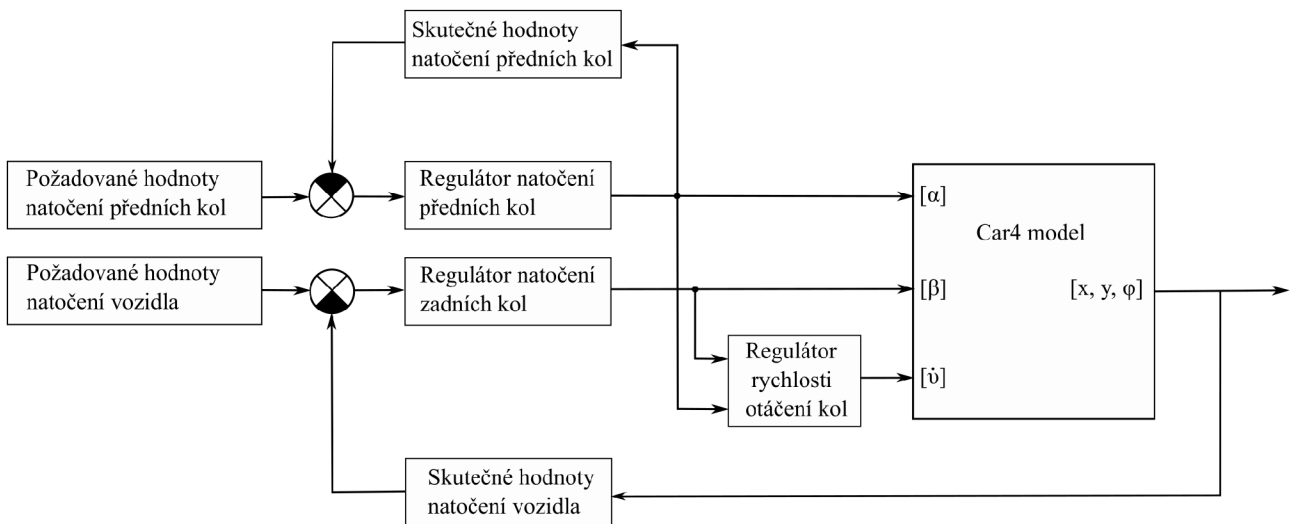 Skutečné hodnoty
natočení předních kol
Požadované hodnoty
natočení předních kol
Regulátor natočení
předních kol
[α]
Car4 model
Požadované hodnoty
natočení vozidla
Regulátor natočení
zadních kol
[β]
[x, y, φ]
Regulátor
rychlosti
otáčení kol
[υ̇]
Skutečné hodnoty
natočení vozidla